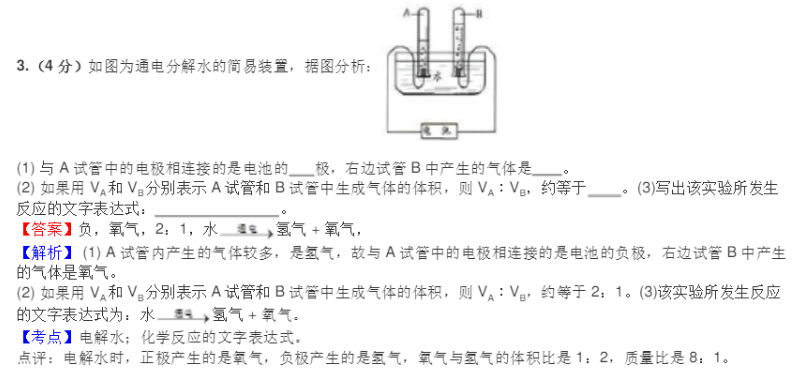 A B
3.（4 分）如图为通电分解水的简易装置，据图分析：
水
电 池
(1) 与 A 试管中的电极相连接的是电池的___极，右边试管 B 中产生的气体是____。
(2) 如果用 VA和 VB分别表示 A 试管和 B 试管中生成气体的体积，则 VA：VB，约等于____。(3)写出该实验所发生
反应的文字表达式：________________。
【答案】负，氧气，2：1，水 通电 氢气 + 氧气，
【解析】(1) A 试管内产生的气体较多，是氢气，故与 A 试管中的电极相连接的是电池的负极，右边试管 B 中产生
的气体是氧气。
(2) 如果用 VA和 VB分别表示 A 试管和 B 试管中生成气体的体积，则 VA：VB，约等于 2：1。(3)该实验所发生反应
的文字表达式为：水 通电 氢气 + 氧气。
【考点】电解水；化学反应的文字表达式。
点评：电解水时，正极产生的是氧气，负极产生的是氢气，氧气与氢气的体积比是 1：2，质量比是 8：1。